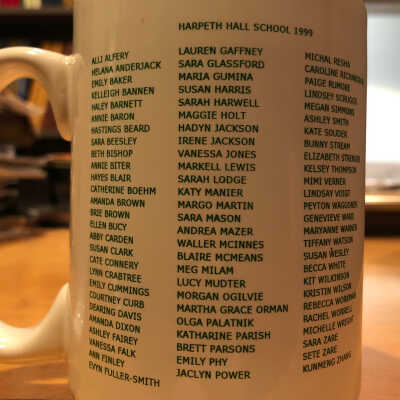 HARPETH HALL SCHOOL 1999
ALLI ALFERY
HELANA ANDERJACK
EMILY BAKER
KELLEIGH BANNEN
HALEY BARNETT
ANNIE BARON
HASTINGS BEARD
SARA BEESLEY
BETH BISHOP
ANNIE BITER
HAYES BLAIR
CATHERINE BOEHM
AMANDA BROWN
BRIE BROWN
ELLEN BUCY
ABBY CARDEN
SUSAN CLARK
CATE CONNERY
LYNN CRABTREE
EMILY CUMMINGS
COURTNEY CURB
DEARING DAVIS
AMANDA DIXON
ASHLEY FAIREY
VANESSA FALK
ANN FINLEY
EVYN FULLER-SMITH
LAUREN GAFFNEY
SARA GLASSFORD
MARIA GUMINA
SUSAN HARRIS
SARAH HARWELL
MAGGIE HOLT
HADYN JACKSON
IRENE JACKSON
VANESSA JONES
MARKELL LEWIS
SARAH LODGE
KATY MANIER
MARGO MARTIN
SARA MASON
ANDREA MAZER
WALLER MCINNES
BLAIRE MCMEANS
MEG MILAM
LUCY MUDTER
MORGAN OGILVIE
MARTHA GRACE ORMAN
OLGA PALATNIK
KATHARINE PARISH
BRETT PARSONS
EMILY PHY
JACLYN POWER
MICHAL RESHA
CAROLINE
PAIGE RUMORE
LINDSEY SCRUGGS
MEGAN SIMMONS
ASHLEY SMITH
KATE SOUDER
BUNNY STREAM
ELIZABETH
KELSEY THOMPSON
MIMI VERNER
LINDSAY VOIGT
PEYTON WAGGONER
GENEVIEVE WARD
MARYANNE WARNER
TIFFANY WATSON
SUSAN WESLEY
BECCA WHITE
KIT WILKINSON
KRISTIN WILSON
REBECCA WORKMAN
RACHEL WORRELL
MICHELLE WRIGHT
SARA ZARE
SETE ZARE
KUNMENG ZHANG